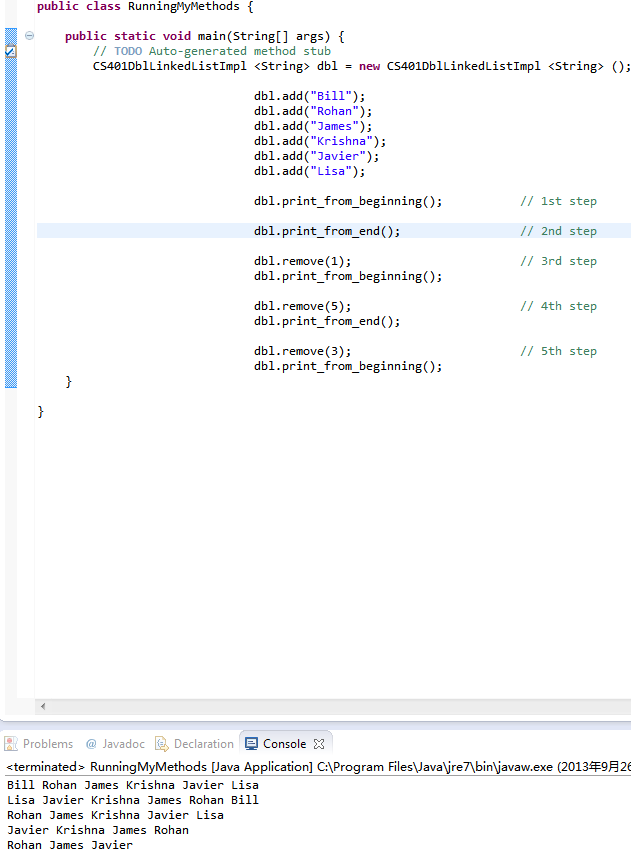 public class RunningMyMethods {
public static void main(String[] args) {
// TODO Auto-generated method stub
CS401DblLinkedListImpl <String> dbl = new CS401DblLinkedListImpl <String> ();
dbl.add("Bill");
dbl.add("Rohan");
dbl.add("James");
dbl.add("Krishna");
dbl.add("Javier");
dbl.add("Lisa");
dbl.print_from_beginning(); // 1st step
dbl.print_from_end(); // 2nd step
dbl.remove(1); // 3rd step
dbl.print_from_beginning();
dbl.remove(5); // 4th step
dbl.print_from_end();
dbl.remove(3); // 5th step
dbl.print_from_beginning();
}
}
Problems @ Javadoc Declaration Console
<terminated> RunningMyMethods [Java Application] C:\Program Files\Java\jre7\bin\javaw.exe (2013年9月26
Bill Rohan James Krishna Javier Lisa
Lisa Javier Krishna James Rohan Bill
Rohan James Krishna Javier Lisa
Javier Krishna James Rohan
Rohan James Javier